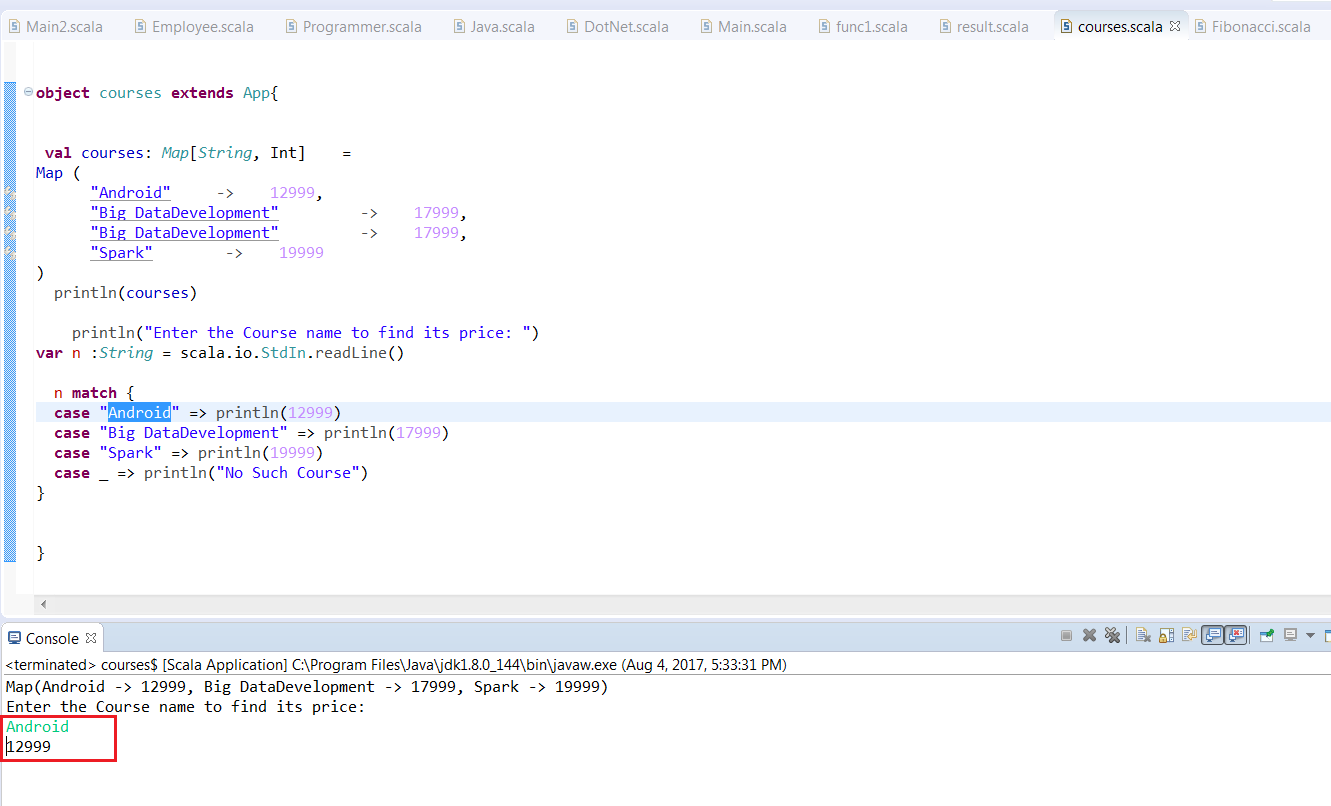 Main2.scala Employee.scala Programmer.scala Java.scala DotNet.scala Main.scala func1.scala result.scala courses.scala Fibonacci.scala
object courses extends App{
val courses: Map[String, Int] =
Map (
"Android" -> 12999,
"Big DataDevelopment" -> 17999,
"Big DataDevelopment" -> 17999,
"Spark" -> 19999
)
println(courses)
println("Enter the Course name to find its price: ")
var n :String = scala.io.StdIn.readLine()
n match {
case "Android" => println(12999)
case "Big DataDevelopment" => println(17999)
case "Spark" => println(19999)
case _ => println("No Such Course")
}
}
Console
<terminated> courses$ [Scala Application] C:\Program Files\Java\jdk1.8.0_144\bin\javaw.exe (Aug 4, 2017, 5:33:31 PM)
Map(Android -> 12999, Big DataDevelopment -> 17999, Spark -> 19999)
Enter the Course name to find its price:
Android
12999